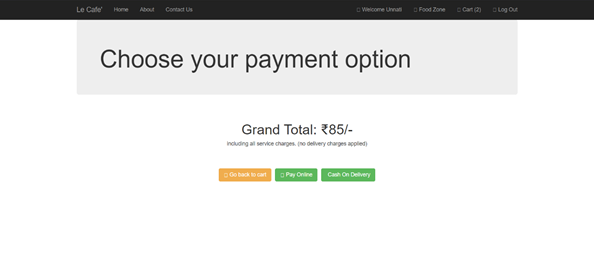 Le Cafe' Home About Contact Us Welcome Unnati Food Zone Cart (2) Log Out
Choose your payment option
Grand Total: ₹85/-
including all service charges. (no delivery charges applied)
Go back to cart Pay Online Cash On Delivery